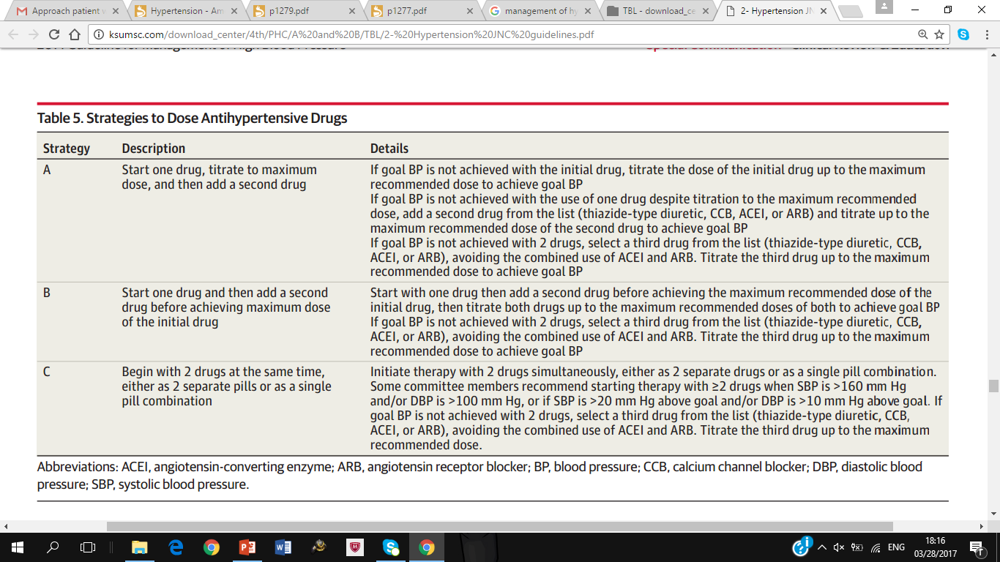 Approach patient w
Hypertension - Am
p1279.pdf
p1277.pdf
management of hy
TBL - download_ce
2- Hypertension JN
ksumsc.com/download_center/4th/PHC/A%20and%20B/TBL/2-%20Hypertension%20JNC%20guidelines.pdf
Table 5. Strategies to Dose Antihypertensive Drugs
Strategy Description Details
A Start one drug, titrate to maximum
dose, and then add a second drug
If goal BP is not achieved with the initial drug, titrate the dose of the initial drug up to the maximum
recommended dose to achieve goal BP
If goal BP is not achieved with the use of one drug despite titration to the maximum recommended
dose, add a second drug from the list (thiazide-type diuretic, CCB, ACEI, or ARB) and titrate up to the
maximum recommended dose of the second drug to achieve goal BP
If goal BP is not achieved with 2 drugs, select a third drug from the list (thiazide-type diuretic, CCB,
ACEI, or ARB), avoiding the combined use of ACEI and ARB. Titrate the third drug up to the maximum
recommended dose to achieve goal BP
B Start one drug and then add a second
drug before achieving maximum dose
of the initial drug
Start with one drug then add a second drug before achieving the maximum recommended dose of the
initial drug, then titrate both drugs up to the maximum recommended doses of both to achieve goal BP
If goal BP is not achieved with 2 drugs, select a third drug from the list (thiazide-type diuretic, CCB,
ACEI, or ARB), avoiding the combined use of ACEI and ARB. Titrate the third drug up to the maximum
recommended dose to achieve goal BP
C Begin with 2 drugs at the same time,
either as 2 separate pills or as a single
pill combination
Initiate therapy with 2 drugs simultaneously, either as 2 separate drugs or as a single pill combination.
Some committee members recommend starting therapy with ≥2 drugs when SBP is >160 mm Hg
and/or DBP is >100 mm Hg, or if SBP is >20 mm Hg above goal and/or DBP is >10 mm Hg above goal. If
goal BP is not achieved with 2 drugs, select a third drug from the list (thiazide-type diuretic, CCB,
ACEI, or ARB), avoiding the combined use of ACEI and ARB. Titrate the third drug up to the maximum
recommended dose.
Abbreviations: ACEI, angiotensin-converting enzyme; ARB, angiotensin receptor blocker; BP, blood pressure; CCB, calcium channel blocker; DBP, diastolic blood
pressure; SBP, systolic blood pressure.
ENG
18:16
03/28/2017